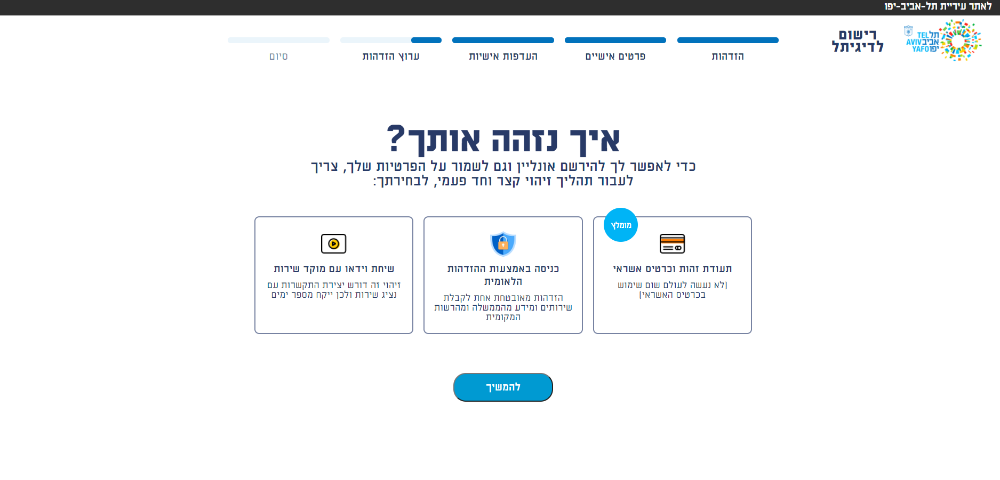 לאתר עיריית תל-אביב-יפו
תל TEL
אביב AVIV
יפו YAFO
רישום
לדיגיתל
הזדהות
פרטים אישיים
העדפות אישיות
ערוץ הזדהות
סיום
איך נזהה אותך?
כדי לאפשר לך להירשם אונליין וגם לשמור על הפרטיות שלך, צריך
לעבור תהליך זיהוי קצר וחד פעמי, לבחירתך:
מומלץ
תעודת זהות וכרטיס אשראי
(לא נעשה לעולם שום שימוש
בכרטיס האשראי)
כניסה באמצעות ההזדהות
הלאומית
הזדהות מאובטחת אחת לקבלת
שירותים ומידע מהממשלה ומהרשות
המקומית
שיחת וידאו עם מוקד שירות
זיהוי זה דורש יצירת התקשרות עם
נציג שירות ולכן ייקח מספר ימים
להמשיך